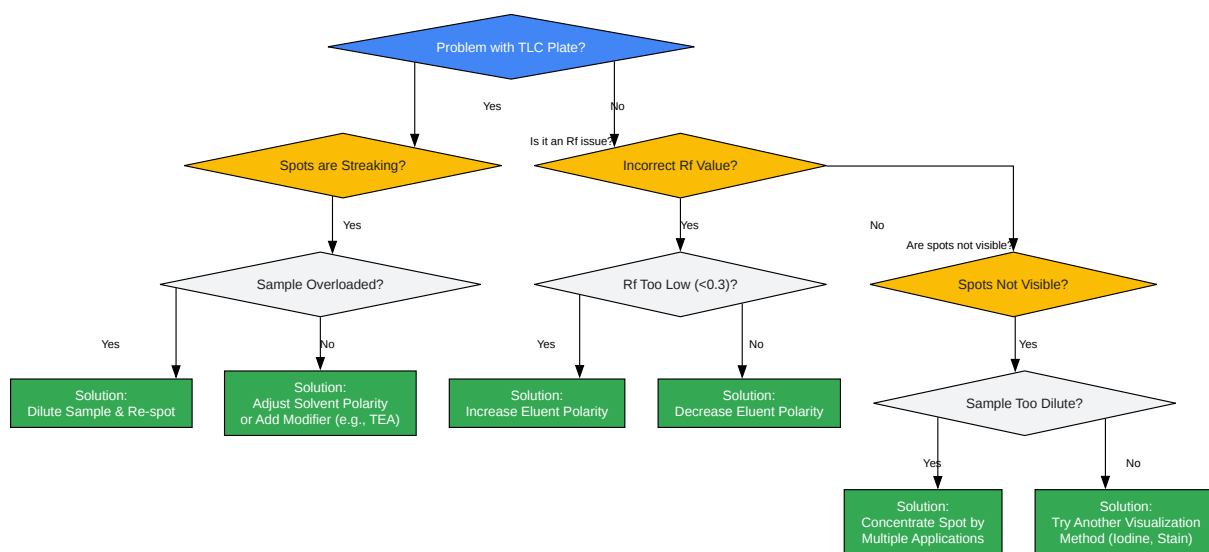 Problem with TLC Plate?
Yes
No
Is it an Rf issue?
Spots are Streaking?
Incorrect Rf Value?
Yes
Yes
No
Are spots not visible?
Sample Overloaded?
Rf Too Low (<0.3)?
Spots Not Visible?
Yes
No
Yes
No
Yes
Solution:
Dilute Sample & Re-spot
Solution:
Adjust Solvent Polarity
or Add Modifier (e.g., TEA)
Solution:
Increase Eluent Polarity
Solution:
Decrease Eluent Polarity
Sample Too Dilute?
Yes
No
Solution:
Concentrate Spot by
Multiple Applications
Solution:
Try Another Visualization
Method (Iodine, Stain)